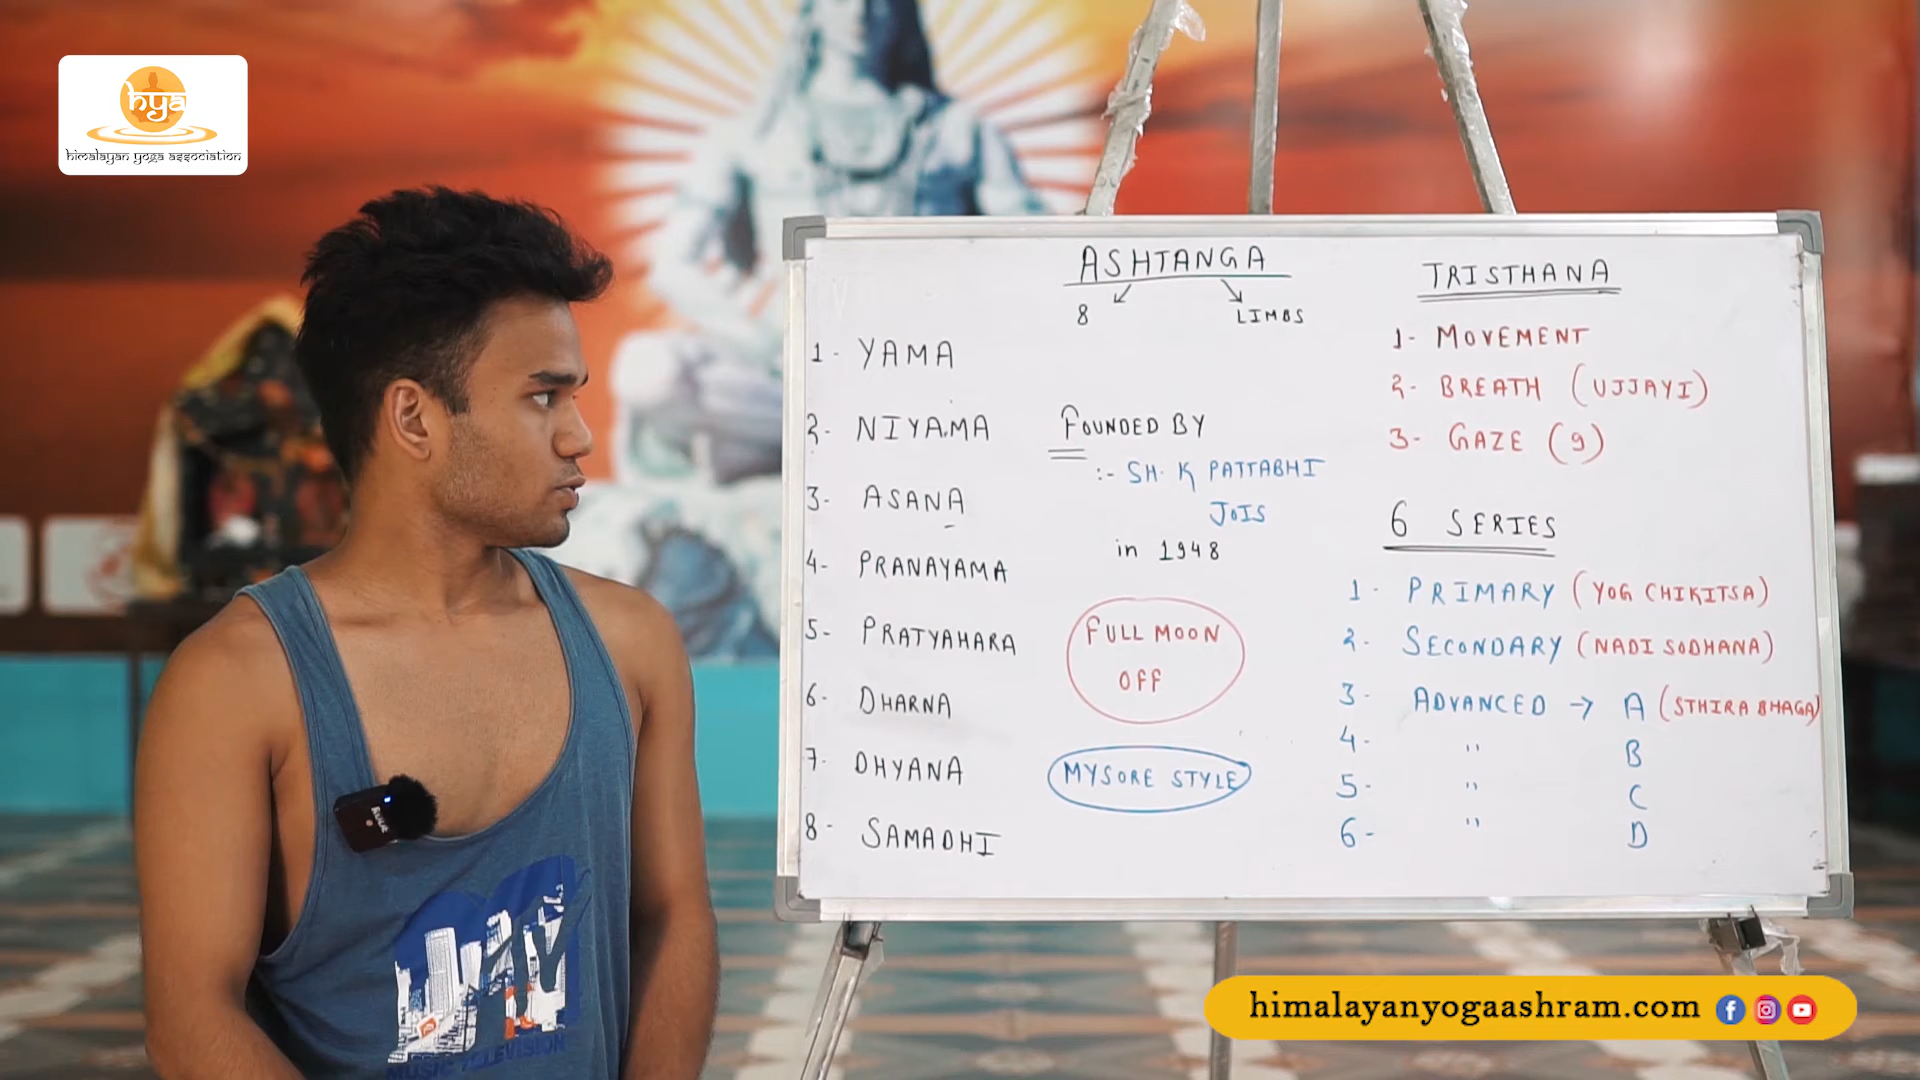 hya
himalayan yoga association
ASHTANGA
8 LIMBS
1- YAMA
2- NIYAMA
3- ASANA
4- PRANAYAMA
5- PRATYAHARA
6- DHARNA
7- DHYANA
8- SAMADHI
FOUNDED BY
:- SH. K PATTABHI
JOIS
in 1948
FULL MOON
OFF
MYSORE STYLE
TRISTHANA
1- MOVEMENT
2- BREATH (UJJAYI)
3- GAZE (9)
6 SERIES
1- PRIMARY (YOG CHIKITSA)
2- SECONDARY (NADI SODHANA)
3- ADVANCED → A (STHIRA BHAGA)
4- " B
5- " C
6- " D
MUSIC TELEVISION
himalayanyogaashram.com